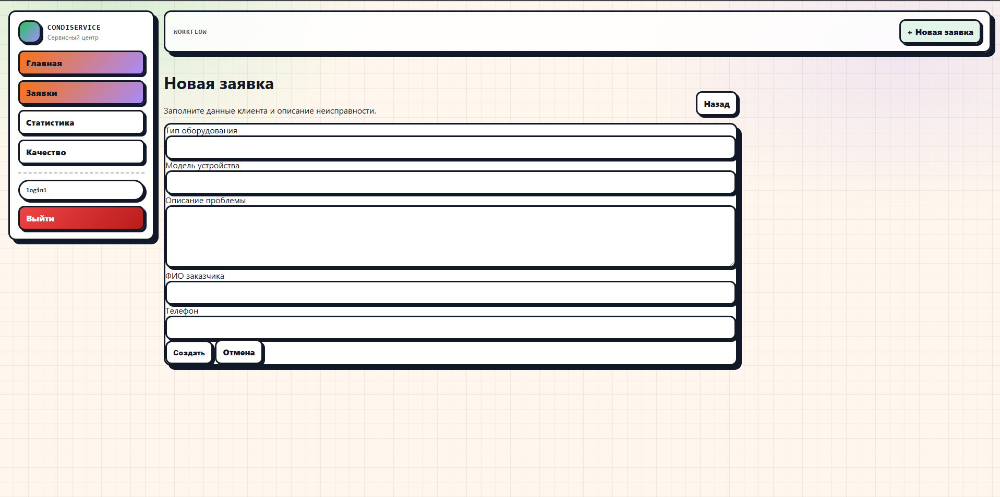 CONDISERVICE
Сервисный центр
Главная
Заявки
Статистика
Качество
login1
Выйти
WORKFLOW
+ Новая заявка
Новая заявка
Заполните данные клиента и описание неисправности.
Назад
Тип оборудования
Модель устройства
Описание проблемы
ФИО заказчика
Телефон
Создать
Отмена